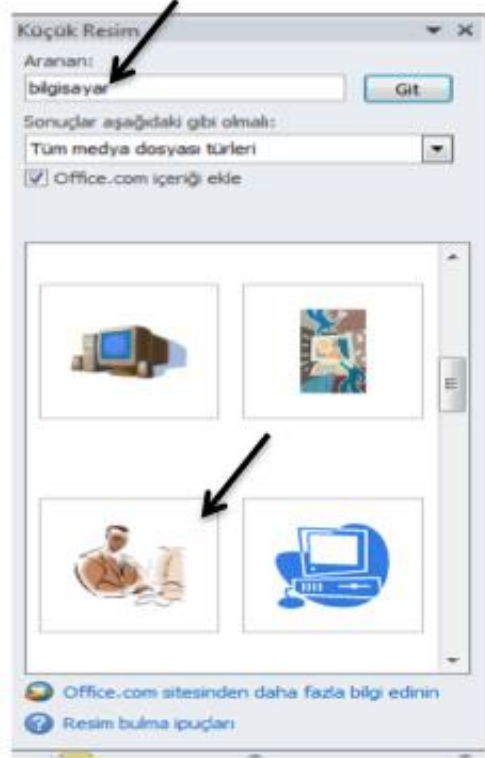 Küçük Resim
Aranan:
bilgisayar
Git
Sonuçlar aşağıdaki gibi olmalı:
Tüm medya dosyası türleri
Office.com içeriği ekle
Office.com sitesinden daha fazla bilgi edinin
Resim bulma ipuçları